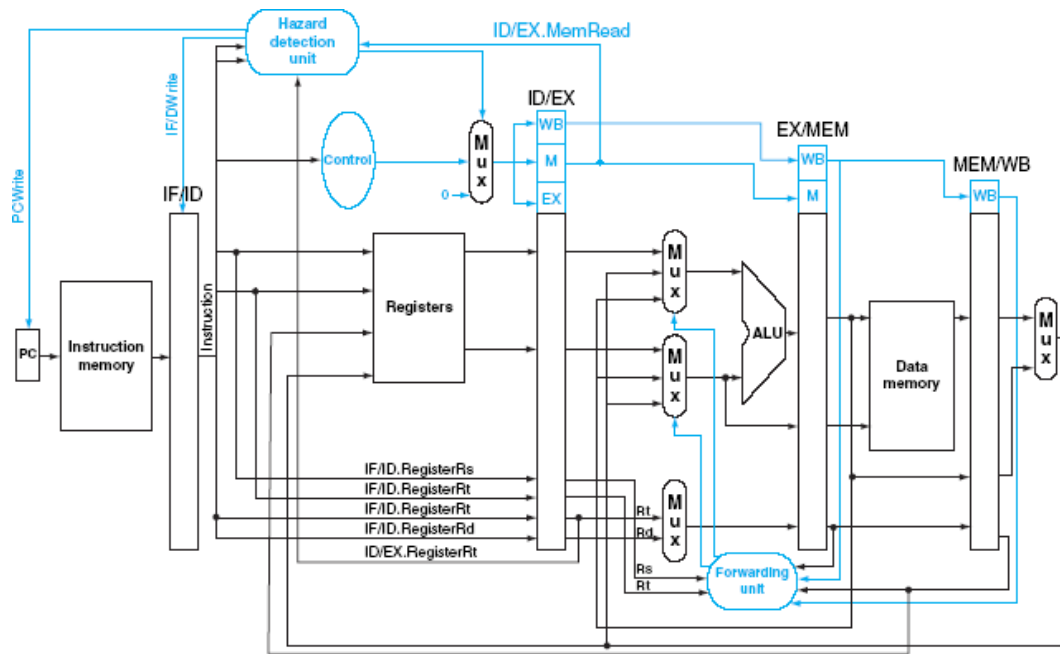 Hazard
detection
unit
ID/EX.MemRead
ID/EX
EX/MEM
MEM/WB
IF/DWrite
PCWrite
IF/ID
Control
0
M
u
x
WB
M
EX
WB
M
WB
PC
Instruction
memory
Instruction
Registers
M
u
x
M
u
x
ALU
Data
memory
M
u
x
IF/ID.RegisterRs
IF/ID.RegisterRt
IF/ID.RegisterRt
IF/ID.RegisterRd
ID/EX.RegisterRt
Rt
Rd
M
u
x
Rs
Rt
Forwarding
unit